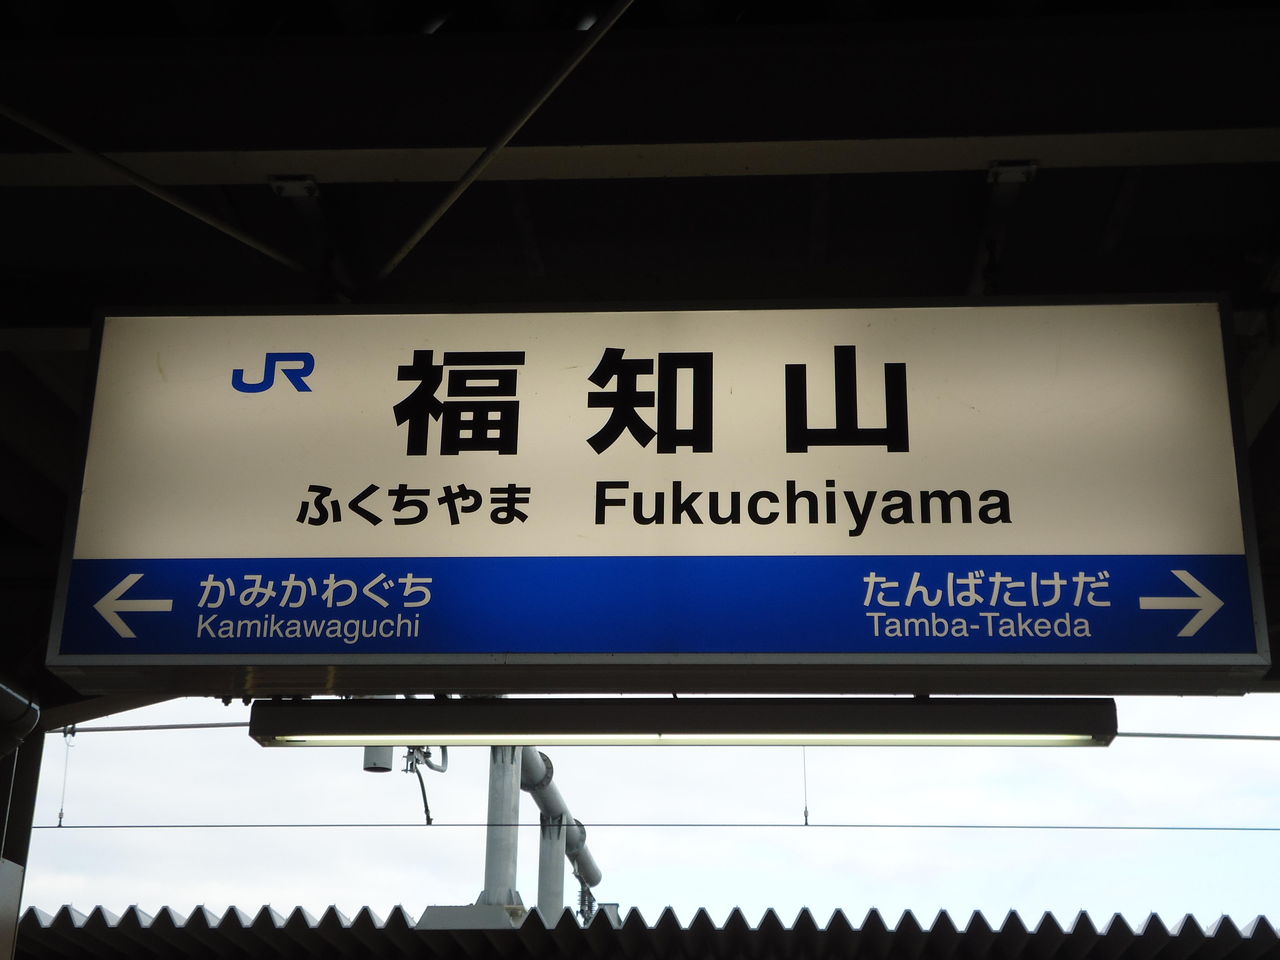 JR 福知山
ふくちやま Fukuchiyama
← かみかわぐち
Kamikawaguchi
たんばたけだ →
Tamba-Takeda